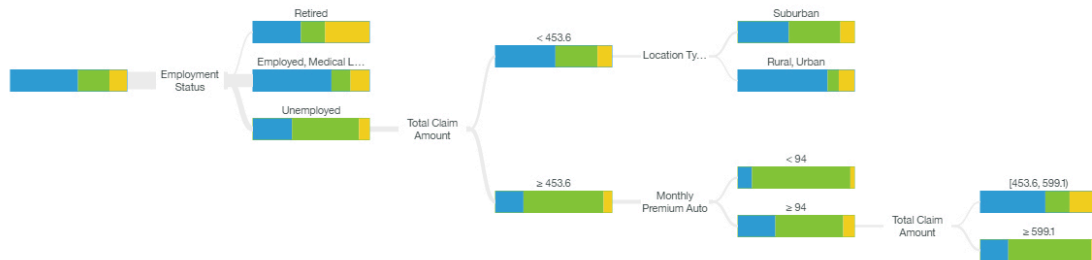 Retired
Employment
Status
Employed, Medical L...
Unemployed
Total Claim
Amount
< 453.6
Location Ty...
Suburban
Rural, Urban
≥ 453.6
Monthly
Premium Auto
< 94
≥ 94
Total Claim
Amount
[453.6, 599.1)
≥ 599.1